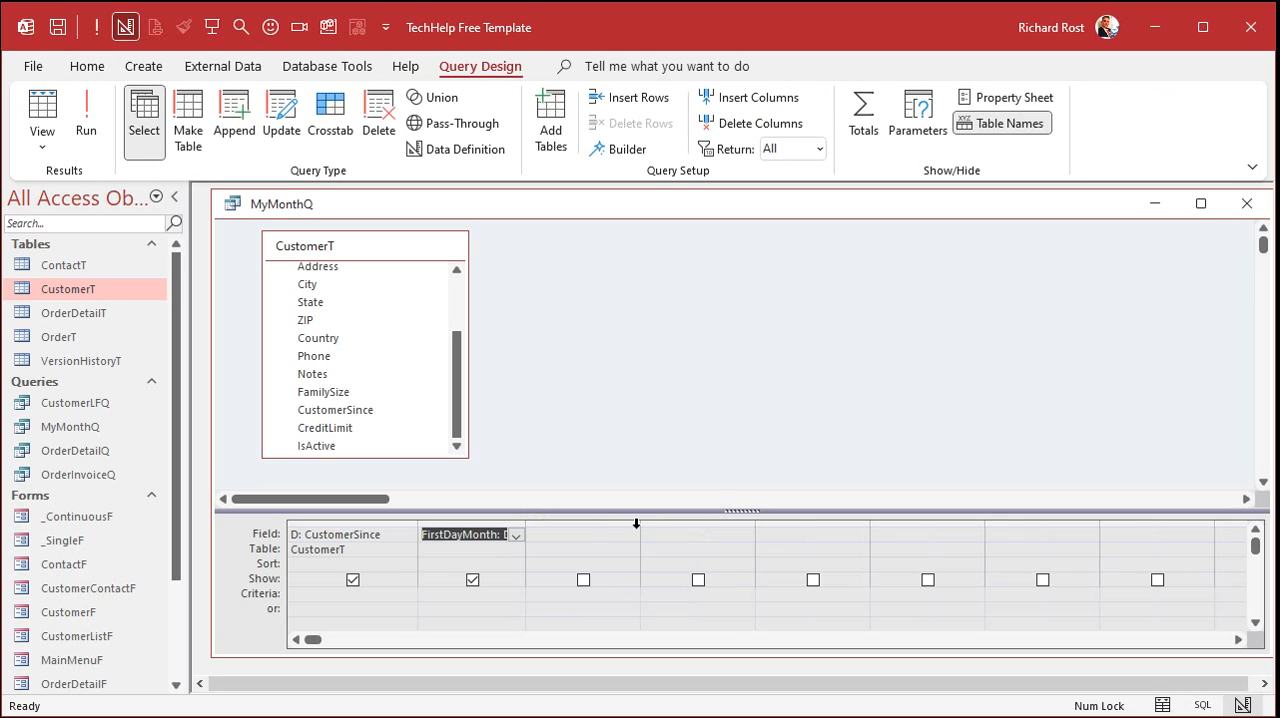 TechHelp Free Template
Richard Rost
File
Home
Create
External Data
Database Tools
Help
Query Design
Tell me what you want to do
View
Run
Results
Select
Make Table
Append
Update
Crosstab
Delete
Union
Pass-Through
Data Definition
Query Type
Add Tables
Insert Rows
Delete Rows
Builder
Insert Columns
Delete Columns
Return: All
Query Setup
Totals
Parameters
Property Sheet
Table Names
Show/Hide
All Access Ob...
Search...
Tables
ContactT
CustomerT
OrderDetailT
OrderT
VersionHistoryT
Queries
CustomerLFQ
MyMonthQ
OrderDetailQ
OrderInvoiceQ
Forms
_ContinuousF
_SingleF
ContactF
CustomerContactF
CustomerF
CustomerListF
MainMenuF
OrderDetailF
MyMonthQ
CustomerT
Address
City
State
ZIP
Country
Phone
Notes
FamilySize
CustomerSince
CreditLimit
IsActive
Field: D: CustomerSince FirstDayMonth:
Table: CustomerT
Sort:
Show:
Criteria:
or:
Ready
Num Lock
SQL